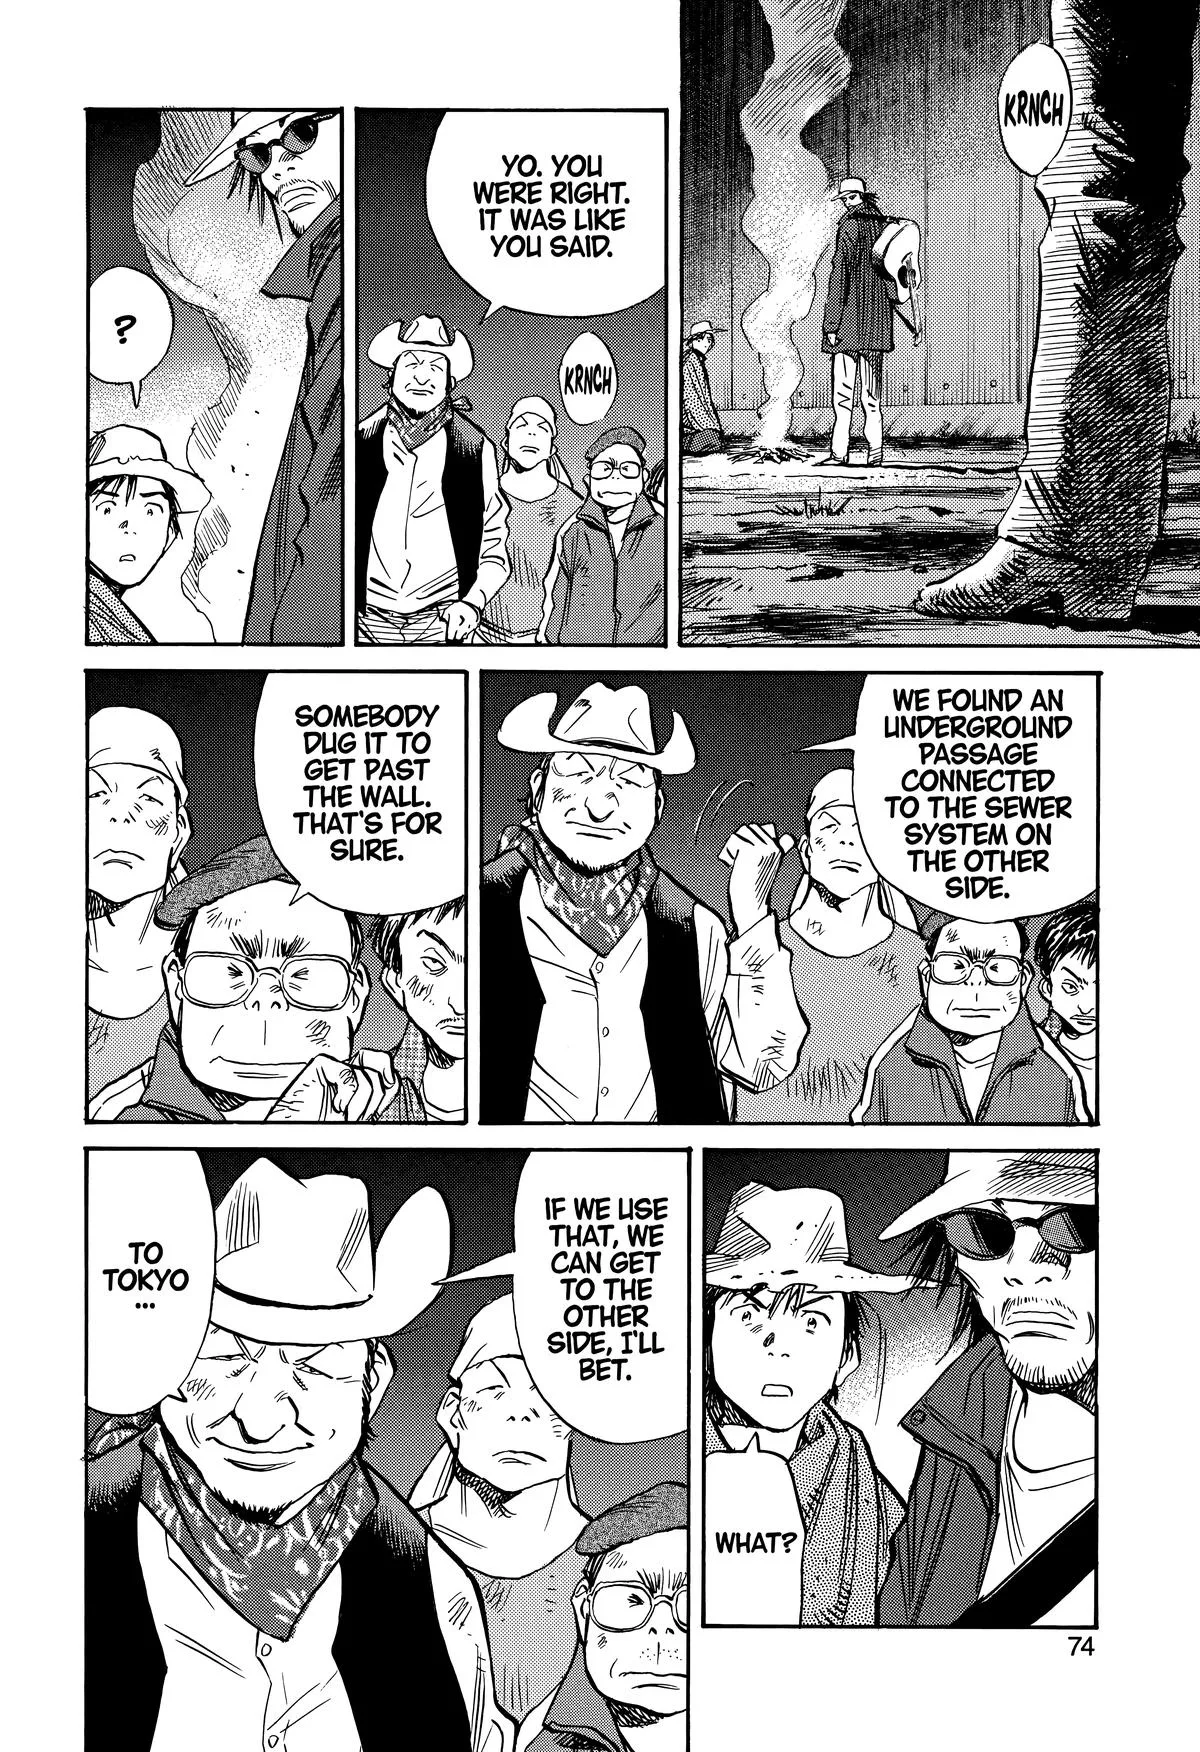 KRNCH
YO. YOU
WERE RIGHT.
IT WAS LIKE
YOU SAID.
KRNCH
?
WE FOUND AN
UNDERGROUND
PASSAGE
CONNECTED
TO THE SEWER
SYSTEM ON
THE OTHER
SIDE.
SOMEBODY
DUG IT TO
GET PAST
THE WALL.
THAT'S FOR
SURE.
WHAT?
IF WE USE
THAT, WE
CAN GET
TO THE
OTHER
SIDE, I'LL
BET.
TO
TOKYO
...
74